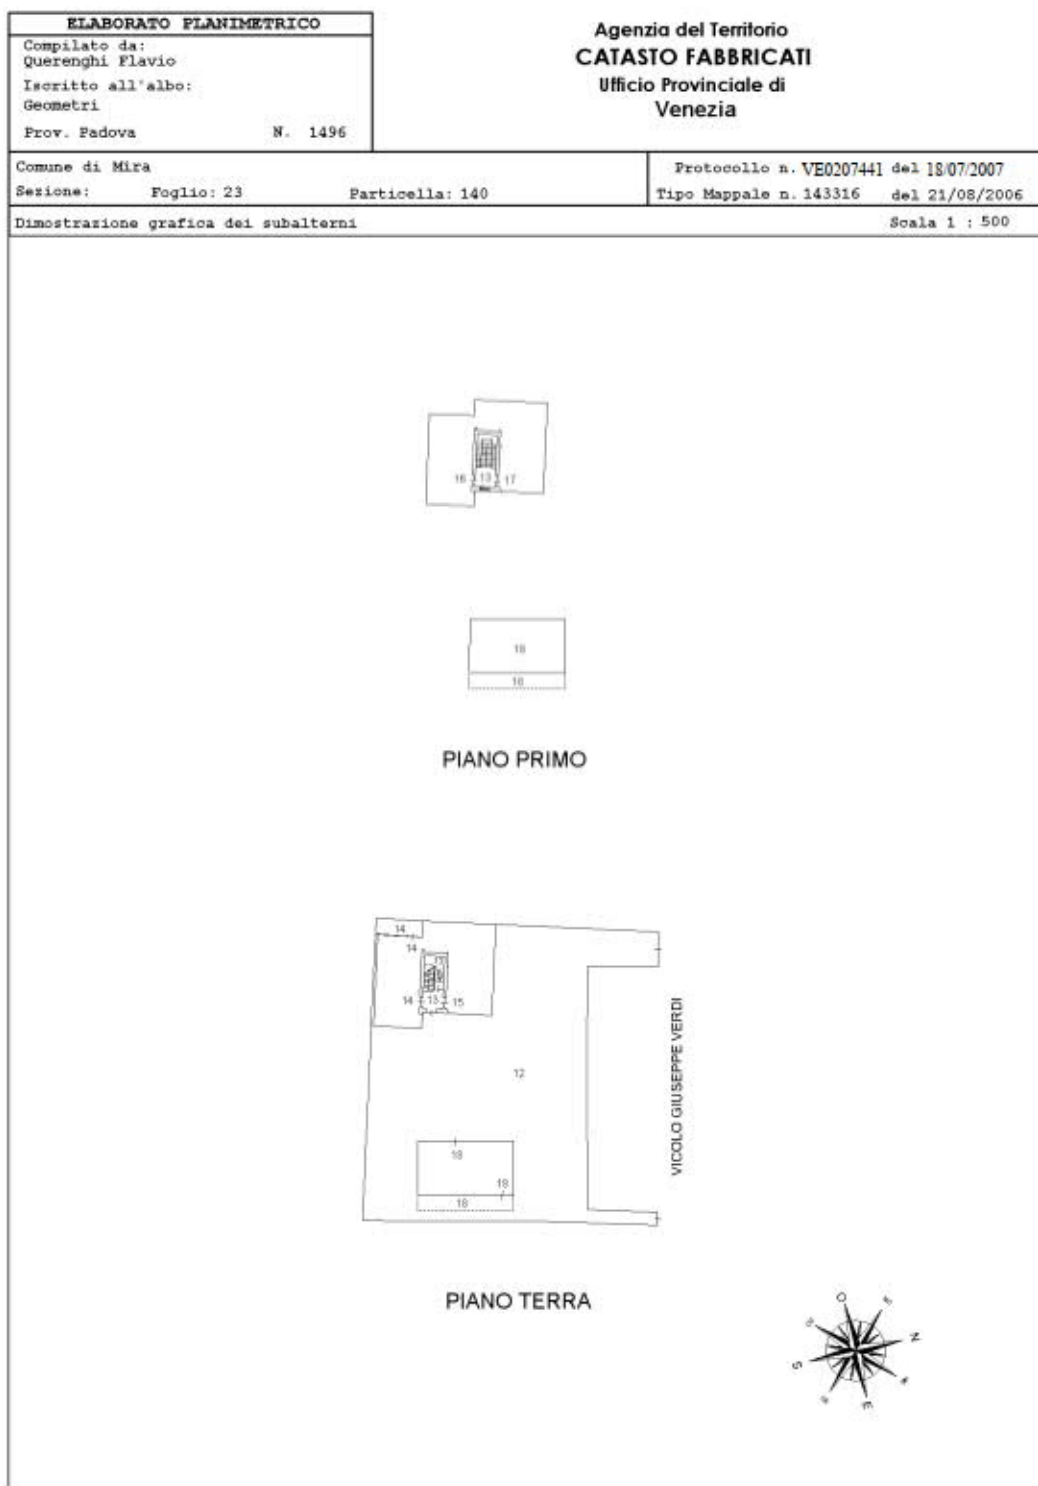 ELABORATO PLANIMETRICO
Compilato da:
Querenghi Flavio
Iscritto all'albo:
Geometri
Prov. Padova N. 1496
Agenzia del Territorio
CATASTO FABBRICATI
Ufficio Provinciale di
Venezia
Comune di Mira
Sezione: Foglio: 23 Particella: 140
Protocollo n. VE0207441 del 18/07/2007
Tipo Mappale n. 143316 del 21/08/2006
Dimostrazione grafica dei subalterni Scala 1 : 500
16 13 17
18
18
PIANO PRIMO
14
14
14 13 15
12
18
18
18
VICOLO GIUSEPPE VERDI
PIANO TERRA
O
N
S
E